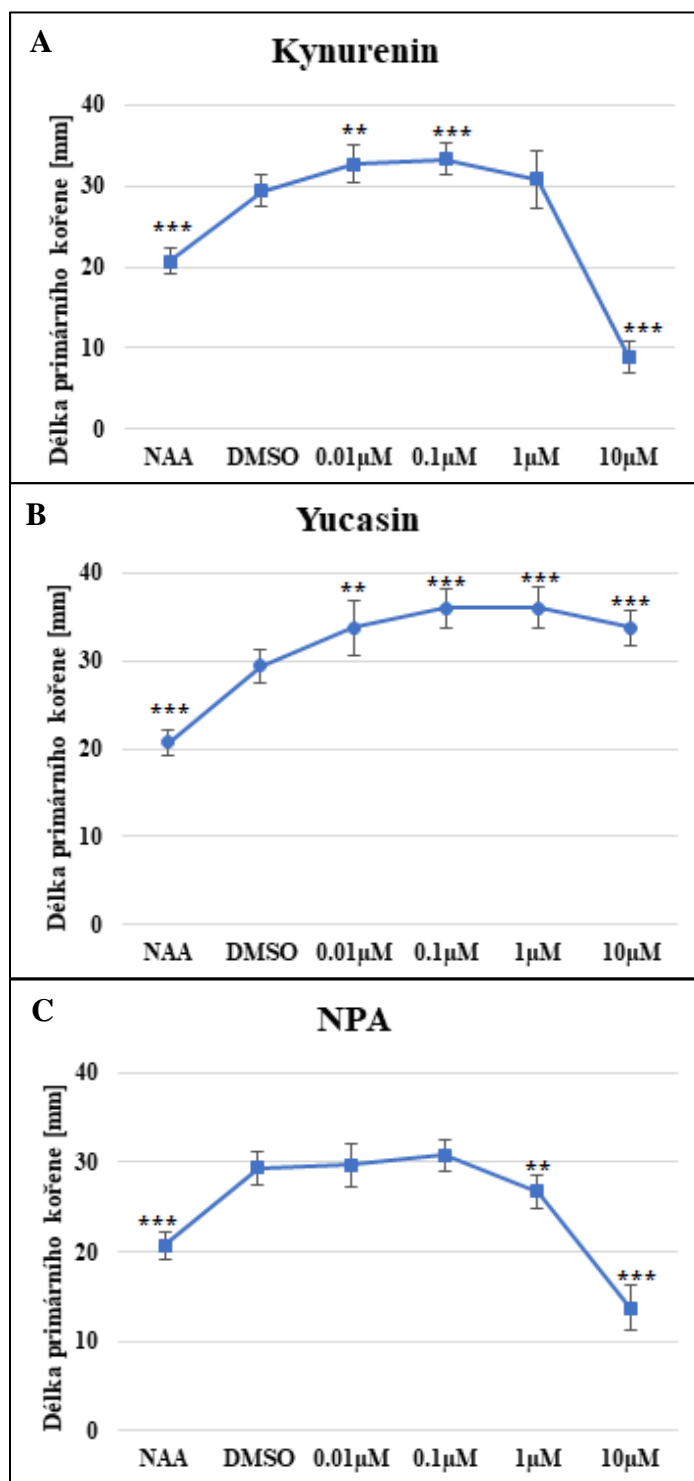 A
Kynurenin
Délka primárního kořene [mm]
40
30
20
10
0
***
**
***
***
NAA DMSO 0.01µM 0.1µM 1µM 10µM
B
Yucasin
Délka primárního kořene [mm]
40
30
20
10
0
***
**
***
***
***
NAA DMSO 0.01µM 0.1µM 1µM 10µM
C
NPA
Délka primárního kořene [mm]
40
30
20
10
0
***
**
***
NAA DMSO 0.01µM 0.1µM 1µM 10µM